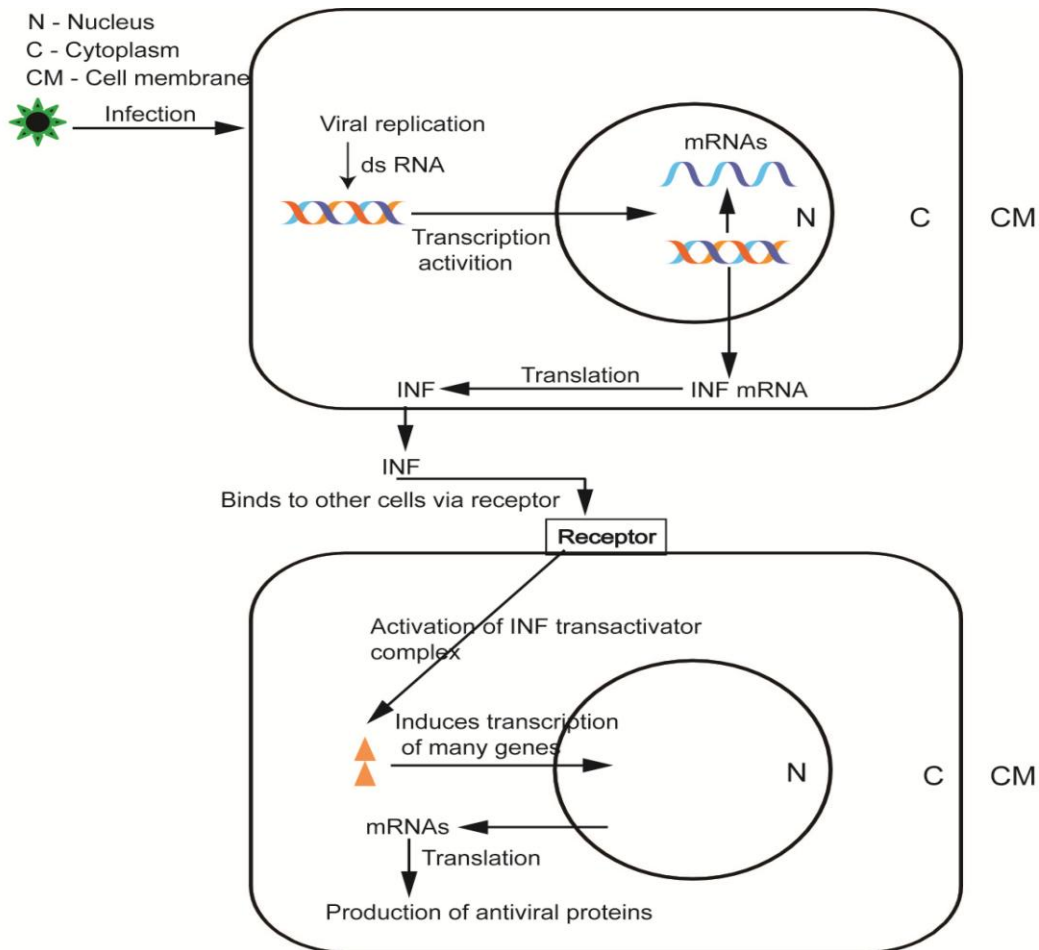 N - Nucleus
C - Cytoplasm
CM - Cell membrane
Infection
Viral replication
ds RNA
Transcription
activition
mRNAs
N
C
CM
Translation
INF
INF mRNA
INF
Binds to other cells via receptor
Receptor
Activation of INF transactivator
complex
Induces transcription
of many genes
N
C
CM
mRNAs
Translation
Production of antiviral proteins